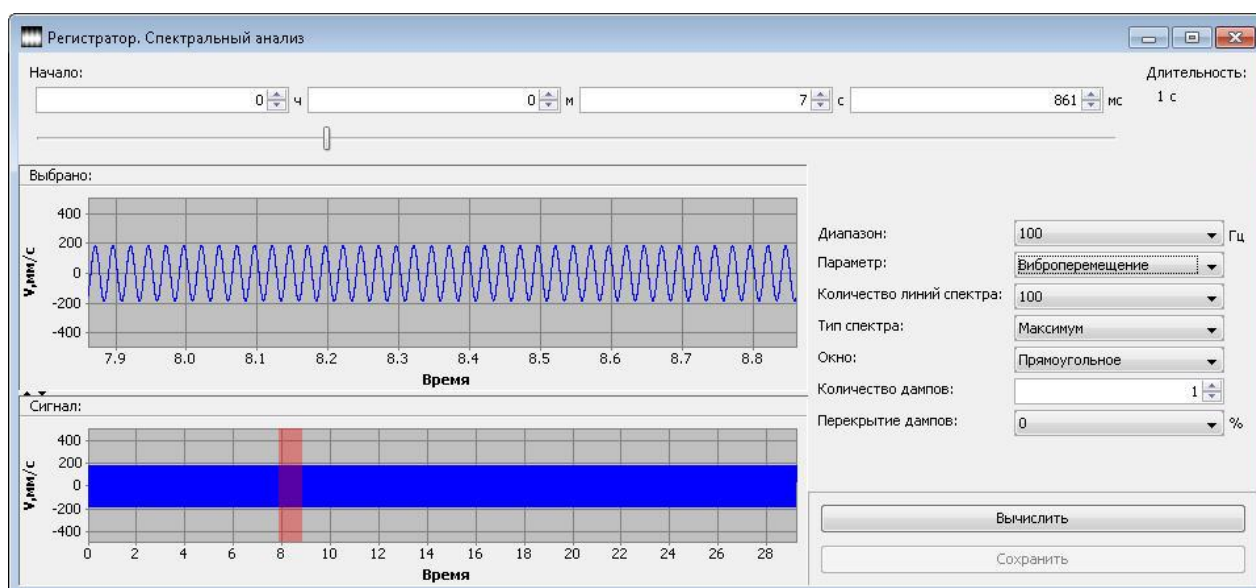 Регистратор. Спектральный анализ
Начало:
Длительность:
0 ч 0 м 7 с 861 мс 1 с
Выбрано:
400
200
0
-200
-400
V,мм/с
7.9 8.0 8.1 8.2 8.3 8.4 8.5 8.6 8.7 8.8
Время
Диапазон: 100 Гц
Параметр: Виброперемещение
Количество линий спектра: 100
Тип спектра: Максимум
Окно: Прямоугольное
Количество дампов: 1
Перекрытие дампов: 0 %
Сигнал:
400
200
0
-200
-400
V,мм/с
0 2 4 6 8 10 12 14 16 18 20 22 24 26 28
Время
Вычислить
Сохранить